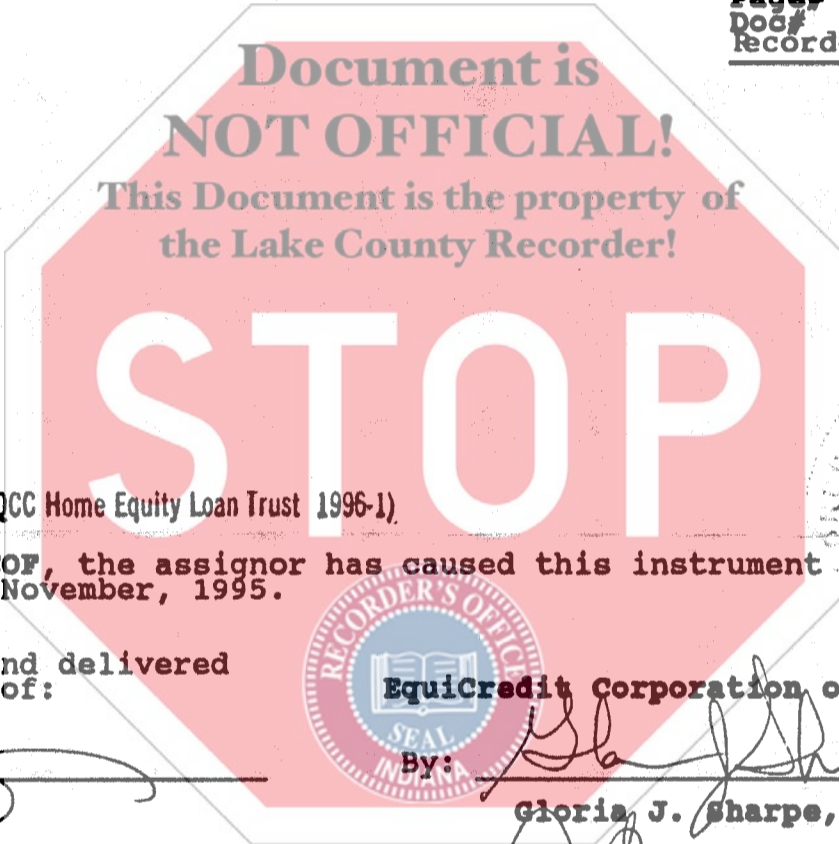 Doc#
Record
Document is
NOT OFFICIAL!
This Document is the property of
the Lake County Recorder!
STOP
QCC Home Equity Loan Trust 1996-1)
OF, the assignor has caused this instrument
November, 1995.
nd delivered
of:
EquiCredit Corporation o
RECORDER'S OFFICE
SEAL
INDIANA
By:
Gloria J. Sharpe,